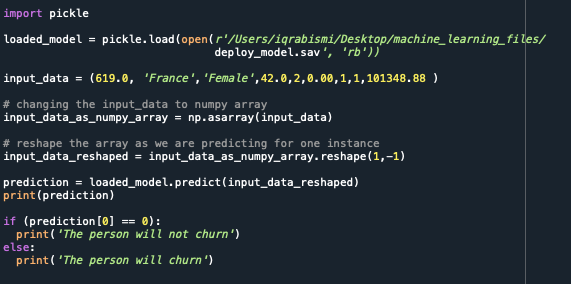 import pickle
loaded_model = pickle.load(open(r'/Users/iqrabismi/Desktop/machine_learning_files/
deploy_model.sav', 'rb'))
input_data = (619.0, 'France','Female',42.0,2,0.00,1,1,101348.88 )
# changing the input_data to numpy array
input_data_as_numpy_array = np.asarray(input_data)
# reshape the array as we are predicting for one instance
input_data_reshaped = input_data_as_numpy_array.reshape(1,-1)
prediction = loaded_model.predict(input_data_reshaped)
print(prediction)
if (prediction[0] == 0):
print('The person will not churn')
else:
print('The person will churn')